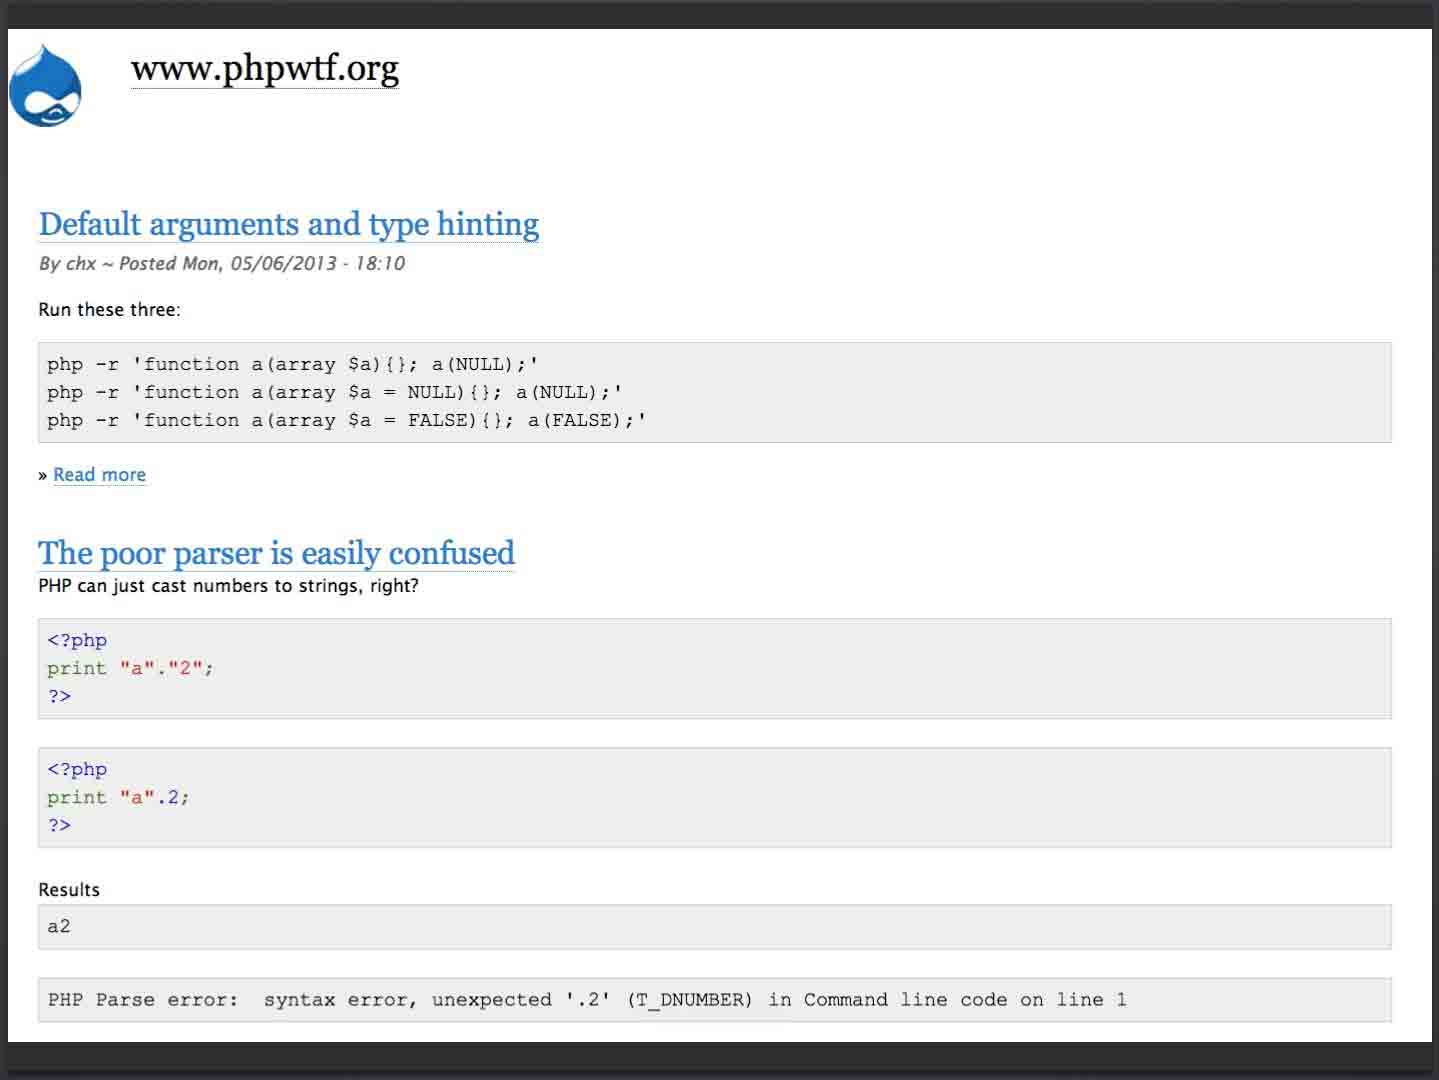 www.phpwtf.org
Default arguments and type hinting
By chx ~ Posted Mon, 05/06/2013 - 18:10
Run these three:
php -r 'function a(array $a){}; a(NULL);'
php -r 'function a(array $a = NULL){}; a(NULL);'
php -r 'function a(array $a = FALSE){}; a(FALSE);'
» Read more
The poor parser is easily confused
PHP can just cast numbers to strings, right?
<?php
print "a"."2";
?>
<?php
print "a".2;
?>
Results
a2
PHP Parse error:  syntax error, unexpected '.2' (T_DNUMBER) in Command line code on line 1